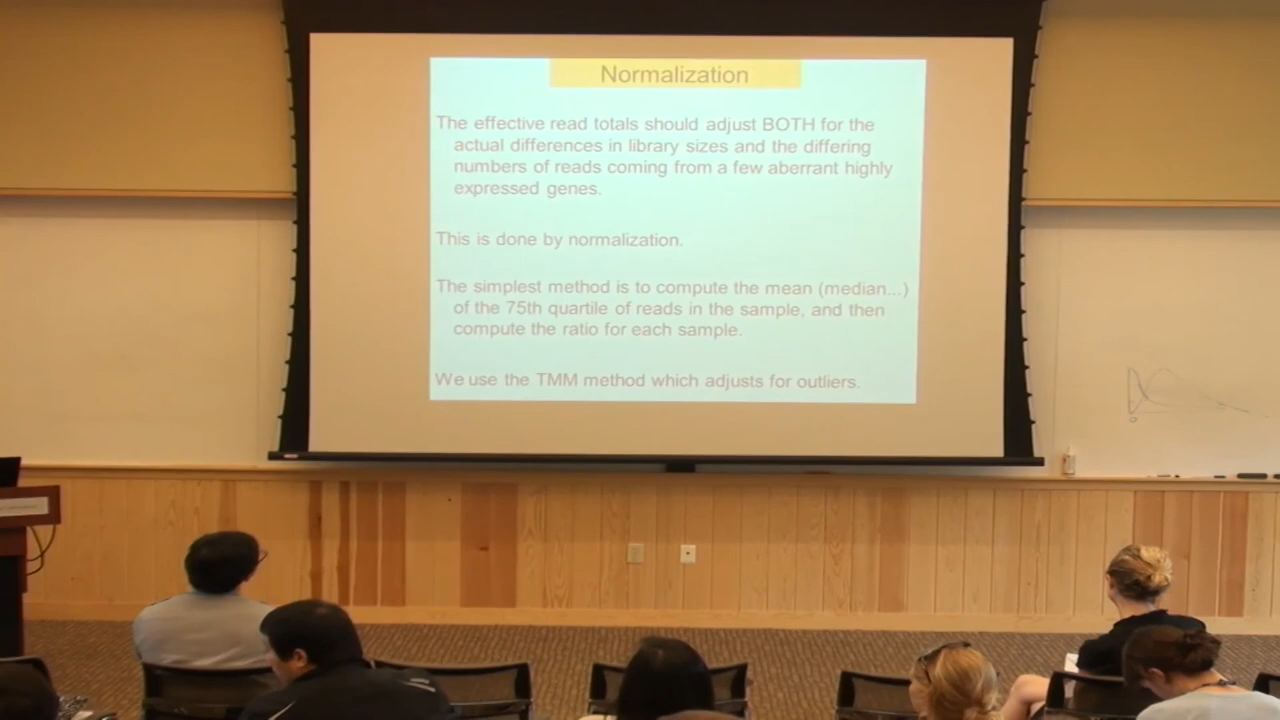 Normalization
The effective read totals should adjust BOTH for the
actual differences in library sizes and the differing
numbers of reads coming from a few aberrant highly
expressed genes.
This is done by normalization.
The simplest method is to compute the mean (median...)
of the 75th quartile of reads in the sample, and then
compute the ratio for each sample.
We use the TMM method which adjusts for outliers.